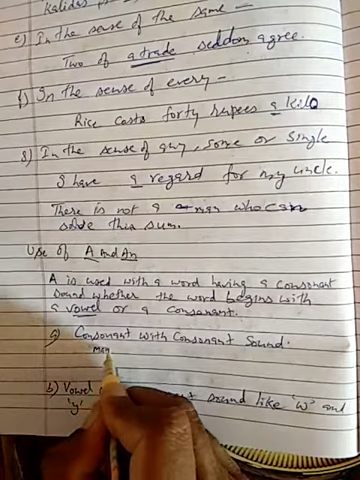 Kalidas
e) In the sense of the same —
Two of a trade seldom agree.
f) In the sense of every —
Rice costs forty rupees a kilo
g) In the sense of any, some or single
I have a regard for my uncle.
There is not a man who can
solve this sum.
Use of A and An
A is used with a word having a consonant
sound whether the word begins with
a vowel or a consonant.
a) Consonant with Consonant Sound.
man
b) Vowel sound like 'w' and
'y'